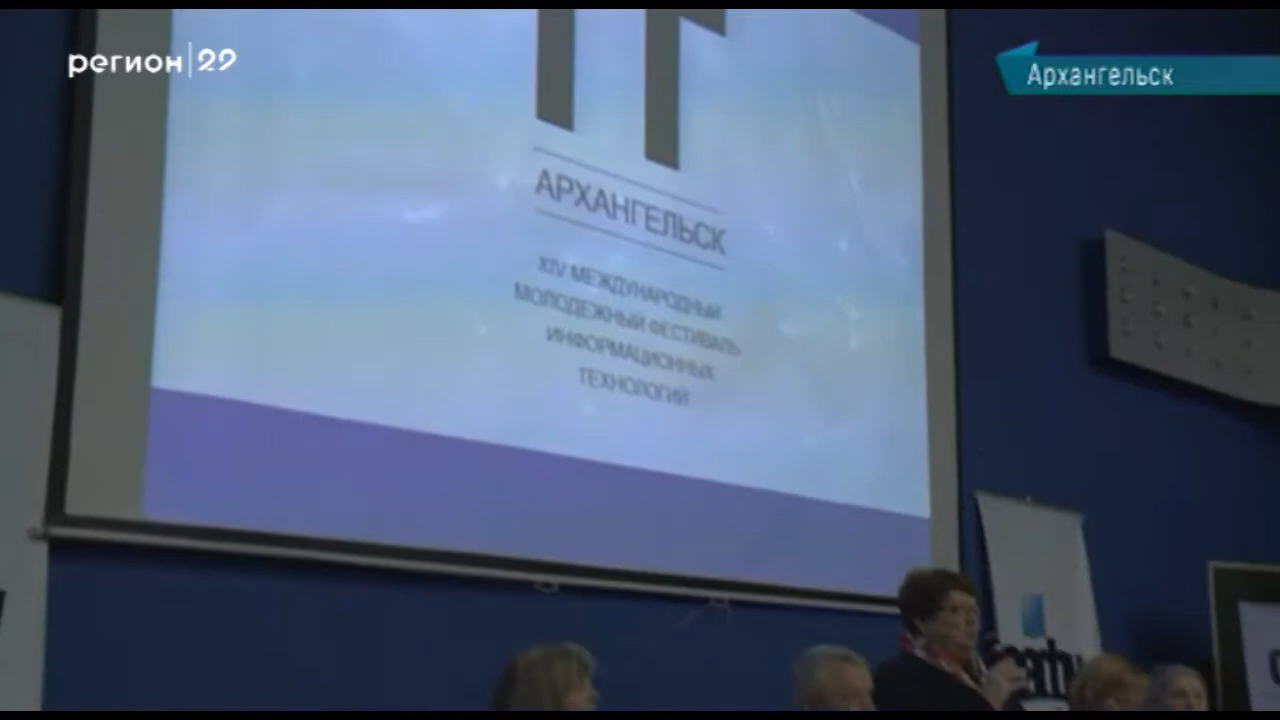 регион|29
Архангельск
АРХАНГЕЛЬСК
XIV МЕЖДУНАРОДНЫЙ
МОЛОДЕЖНЫЙ ФЕСТИВАЛЬ
ИНФОРМАЦИОННЫХ
ТЕХНОЛОГИЙ